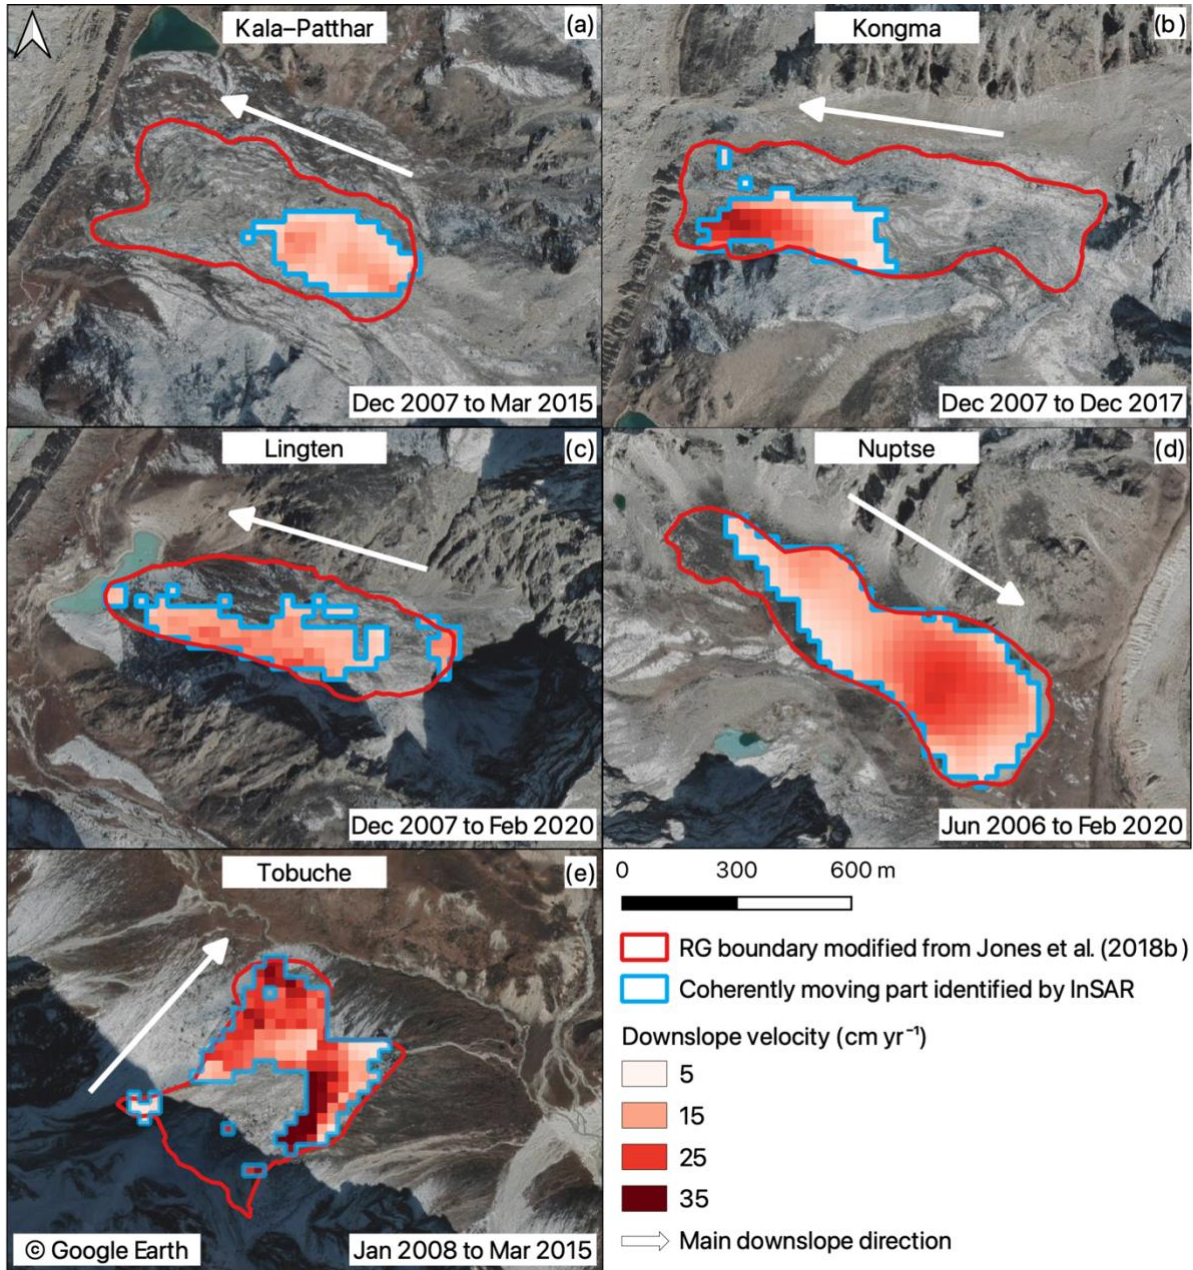 Kala–Patthar
(a)
Dec 2007 to Mar 2015
Kongma
(b)
Dec 2007 to Dec 2017
Lingten
(c)
Dec 2007 to Feb 2020
Nuptse
(d)
Jun 2006 to Feb 2020
Tobuche
(e)
© Google Earth
Jan 2008 to Mar 2015
0 300 600 m
RG boundary modified from Jones et al. (2018b)
Coherently moving part identified by InSAR
Downslope velocity (cm yr⁻¹)
5
15
25
35
Main downslope direction